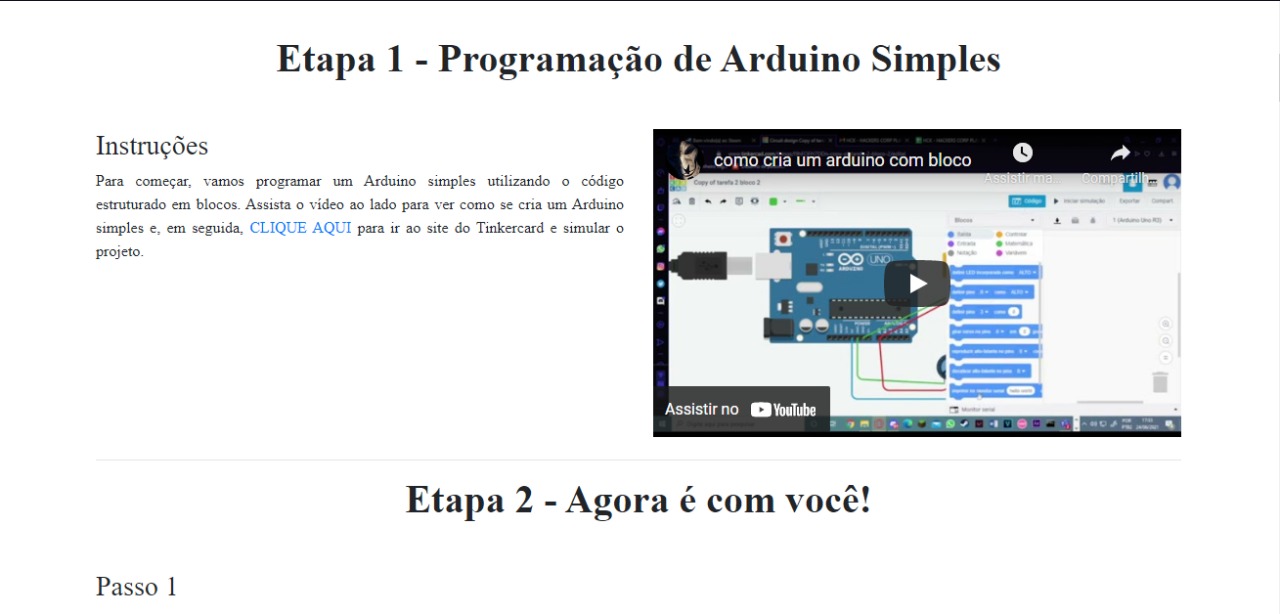 Etapa 1 - Programação de Arduino Simples
Instruções
Para começar, vamos programar um Arduino simples utilizando o código
estruturado em blocos. Assista o vídeo ao lado para ver como se cria um Arduino
simples e, em seguida, CLIQUE AQUI para ir ao site do Tinkercard e simular o
projeto.
como cria um arduino com bloco
Assistir ma...
Compartilh
Copy of tarefa 2 bloco 2
Código
Iniciar simulação
Exportar
Compart
Blocos
1 (Arduino Uno R3)
Saída
Controlar
Entrada
Matemática
Notação
Variáveis
ARDUINO
UNO
Monitor serial
Assistir no YouTube
Etapa 2 - Agora é com você!
Passo 1